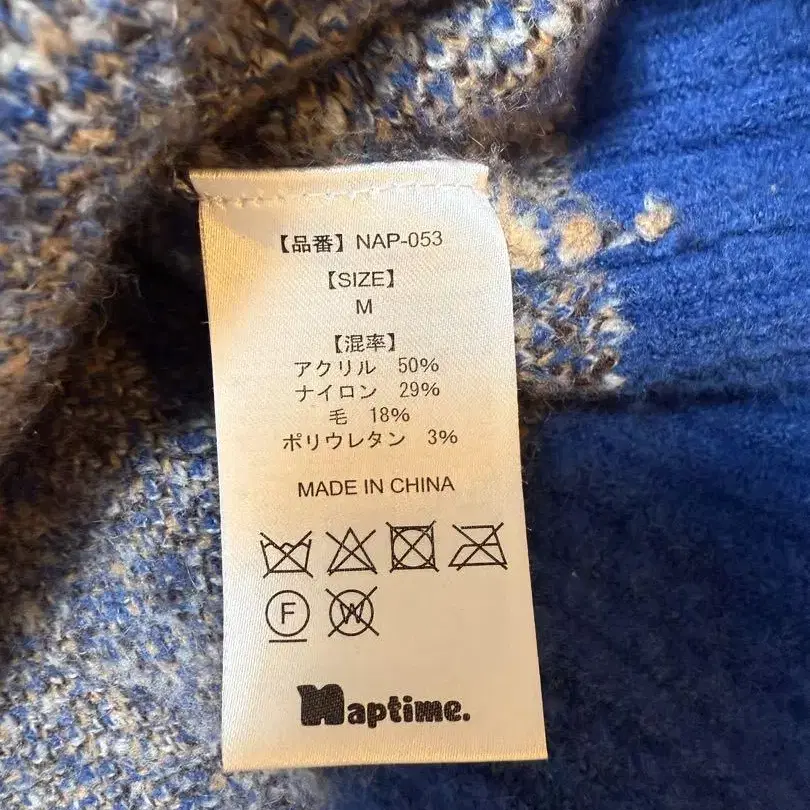 【品番】NAP-053
【SIZE】
M
【混率】
アクリル 50%
ナイロン 29%
毛 18%
ポリウレタン 3%
MADE IN CHINA
F W
naptime.